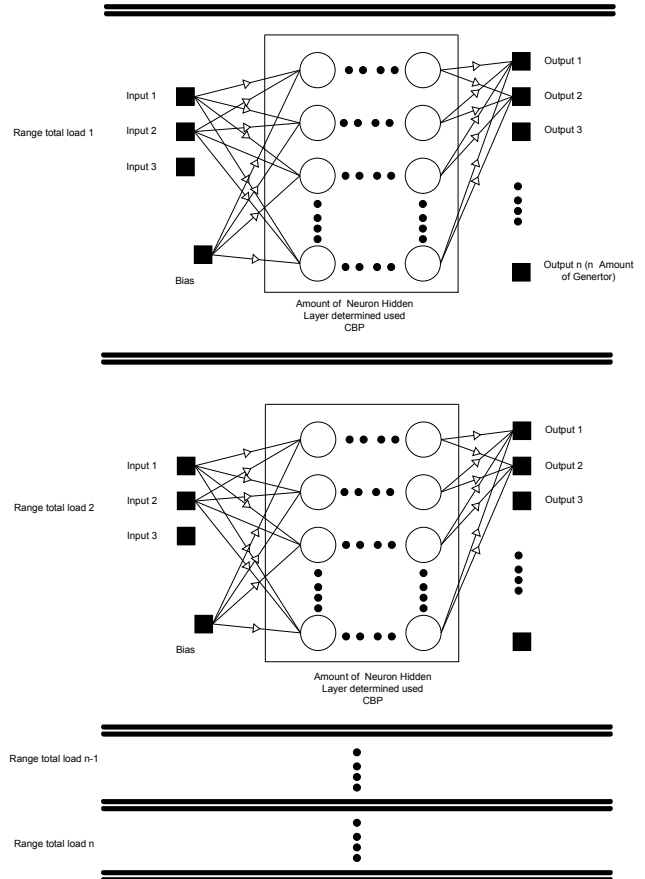 Output 1
Input 1
Output 2
Range total load 1
Input 2
Output 3
Input 3
Output n (n Amount
of Genertor)
Bias
Amount of Neuron Hidden
Layer determined used
CBP
Output 1
Input 1
Output 2
Range total load 2
Input 2
Output 3
Input 3
Bias
Amount of Neuron Hidden
Layer determined used
CBP
Range total load n-1
Range total load n